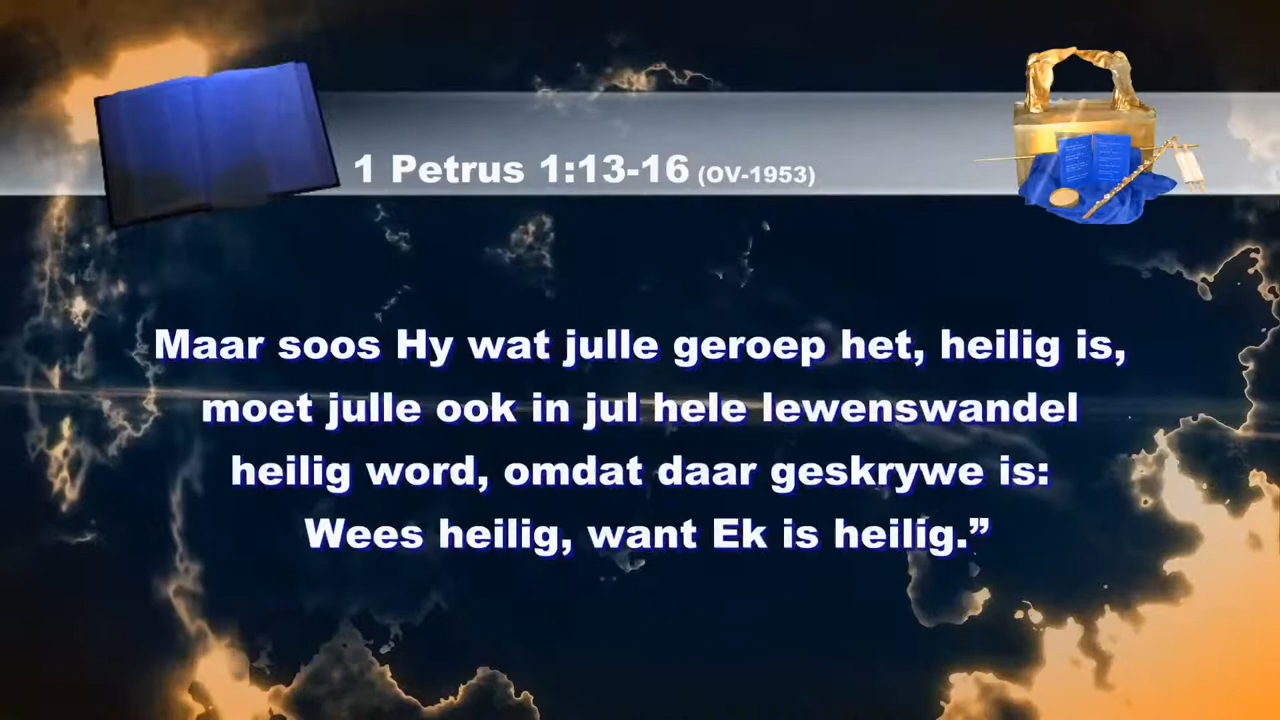 1 Petrus 1:13-16 (OV-1953)
Maar soos Hy wat julle geroep het, heilig is,
moet julle ook in jul hele lewenswandel
heilig word, omdat daar geskrywe is:
Wees heilig, want Ek is heilig.”